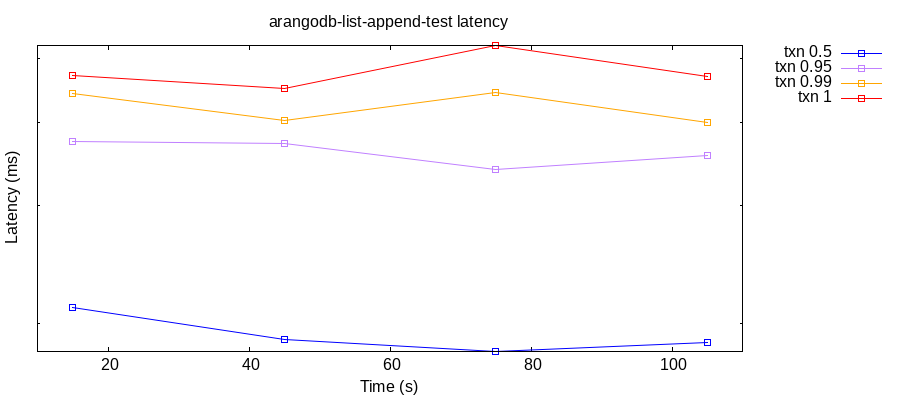 arangodb-list-append-test latency
txn 0.5
txn 0.95
txn 0.99
txn 1
Latency (ms)
20 40 60 80 100
Time (s)